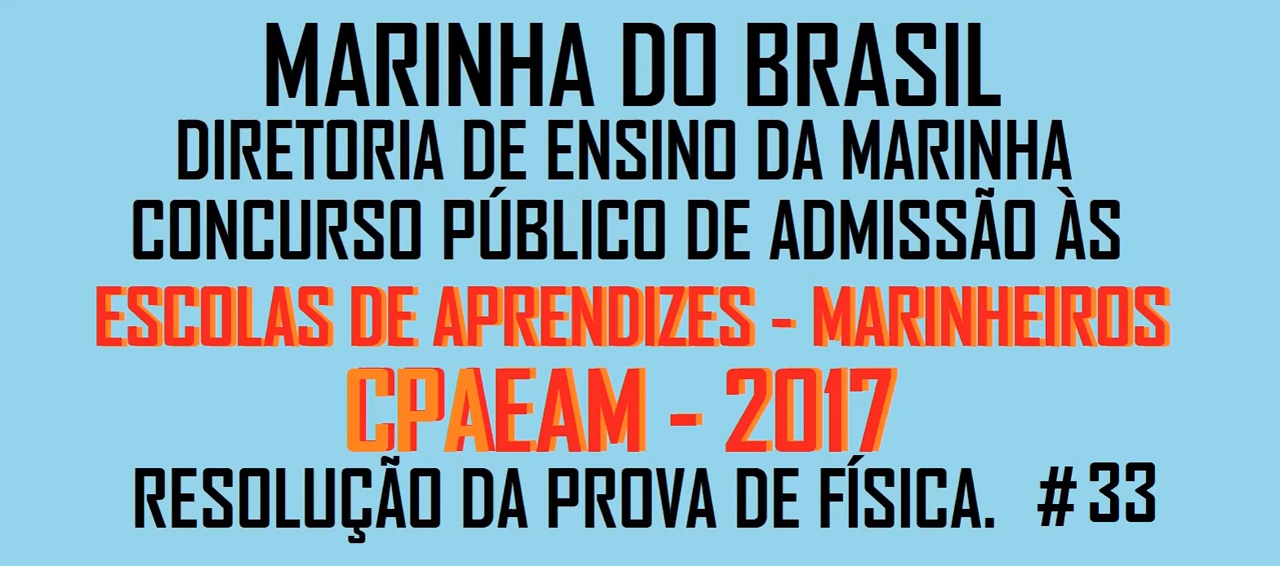 MARINHA DO BRASIL
DIRETORIA DE ENSINO DA MARINHA
CONCURSO PÚBLICO DE ADMISSÃO ÀS
ESCOLAS DE APRENDIZES - MARINHEIROS
CPAEAM - 2017
RESOLUÇÃO DA PROVA DE FÍSICA. #33